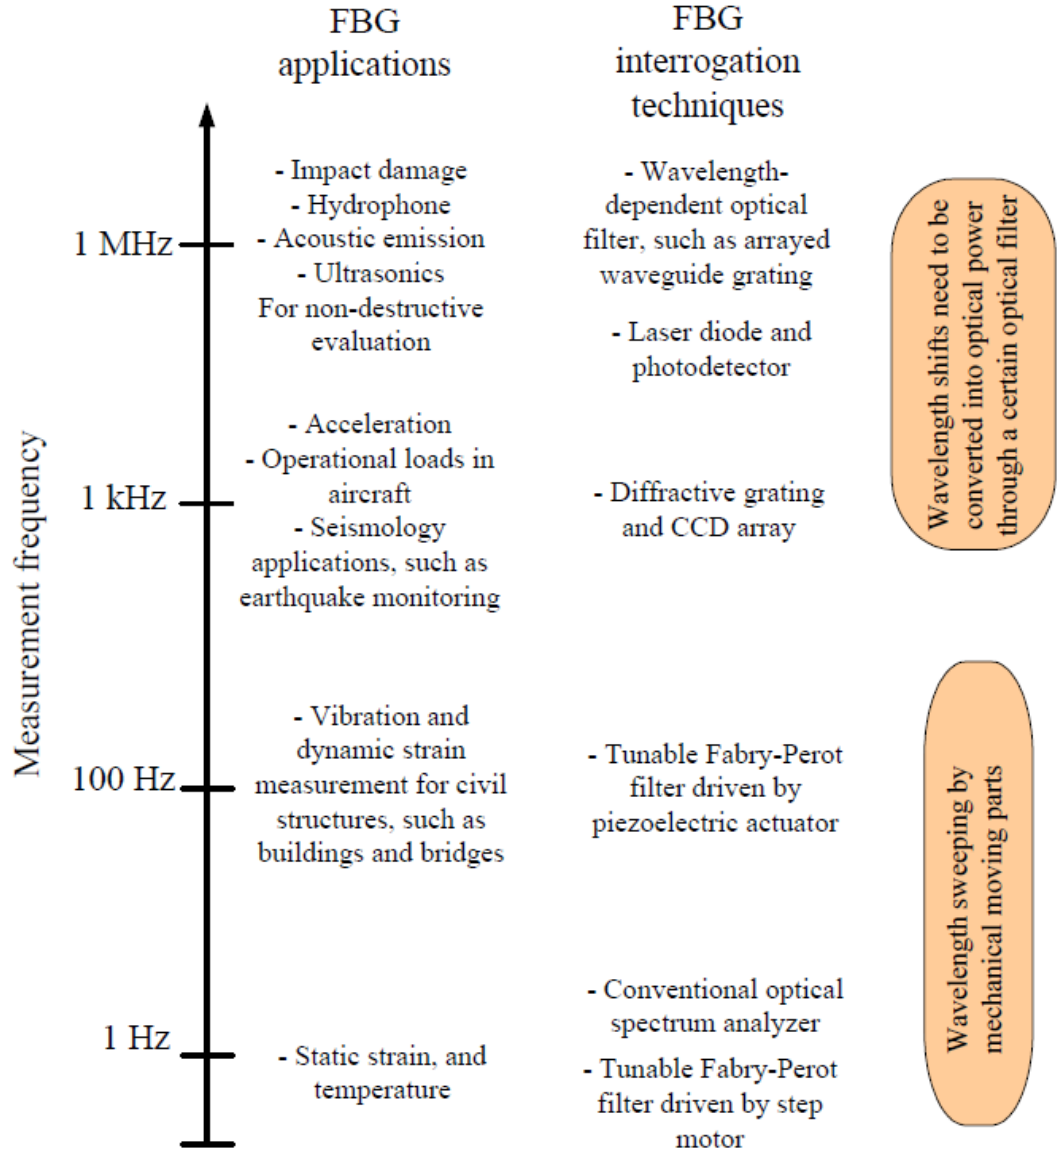 FBG
applications
FBG
interrogation
techniques
Measurement frequency
1 MHz
- Impact damage
- Hydrophone
- Acoustic emission
- Ultrasonics
For non-destructive
evaluation
- Wavelength-
dependent optical
filter, such as arrayed
waveguide grating
- Laser diode and
photodetector
Wavelength shifts need to be
converted into optical power
through a certain optical filter
1 kHz
- Acceleration
- Operational loads in
aircraft
- Seismology
applications, such as
earthquake monitoring
- Diffractive grating
and CCD array
100 Hz
- Vibration and
dynamic strain
measurement for civil
structures, such as
buildings and bridges
- Tunable Fabry-Perot
filter driven by
piezoelectric actuator
Wavelength sweeping by
mechanical moving parts
1 Hz
- Static strain, and
temperature
- Conventional optical
spectrum analyzer
- Tunable Fabry-Perot
filter driven by step
motor